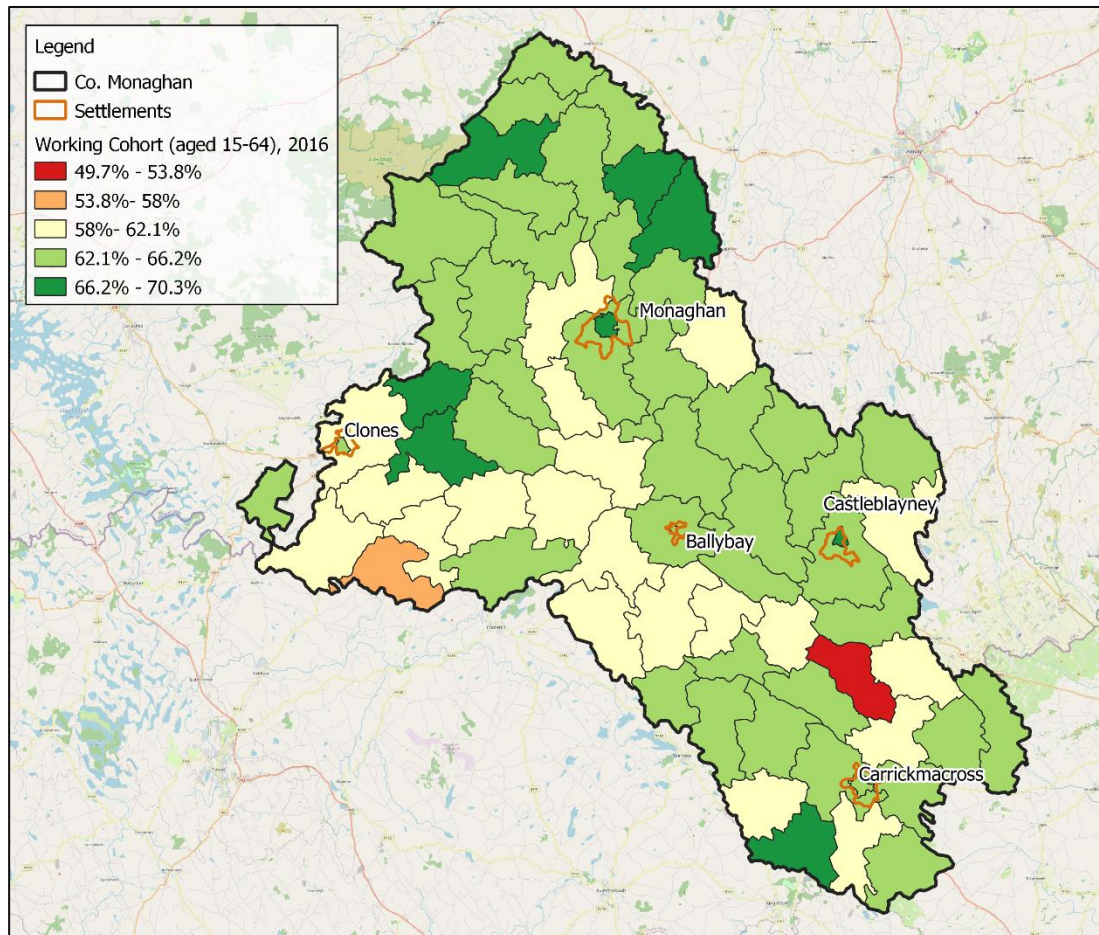 Legend
Co. Monaghan
Settlements
Working Cohort (aged 15-64), 2016
49.7% - 53.8%
53.8%- 58%
58%- 62.1%
62.1% - 66.2%
66.2% - 70.3%
Monaghan
Clones
Castleblayney
Ballybay
Carrickmacross